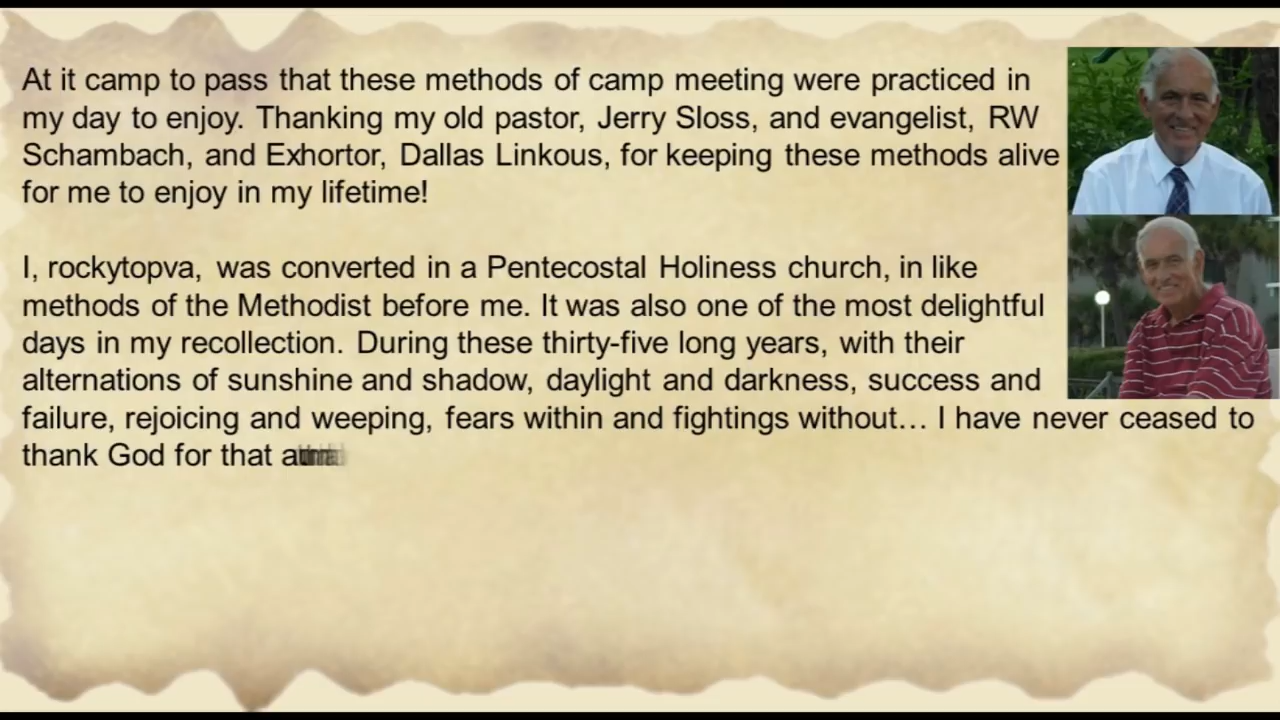 At it camp to pass that these methods of camp meeting were practiced in
my day to enjoy. Thanking my old pastor, Jerry Sloss, and evangelist, RW
Schambach, and Exhortor, Dallas Linkous, for keeping these methods alive
for me to enjoy in my lifetime!
I, rockytopva, was converted in a Pentecostal Holiness church, in like
methods of the Methodist before me. It was also one of the most delightful
days in my recollection. During these thirty-five long years, with their
alternations of sunshine and shadow, daylight and darkness, success and
failure, rejoicing and weeping, fears within and fightings without… I have never ceased to
thank God for that